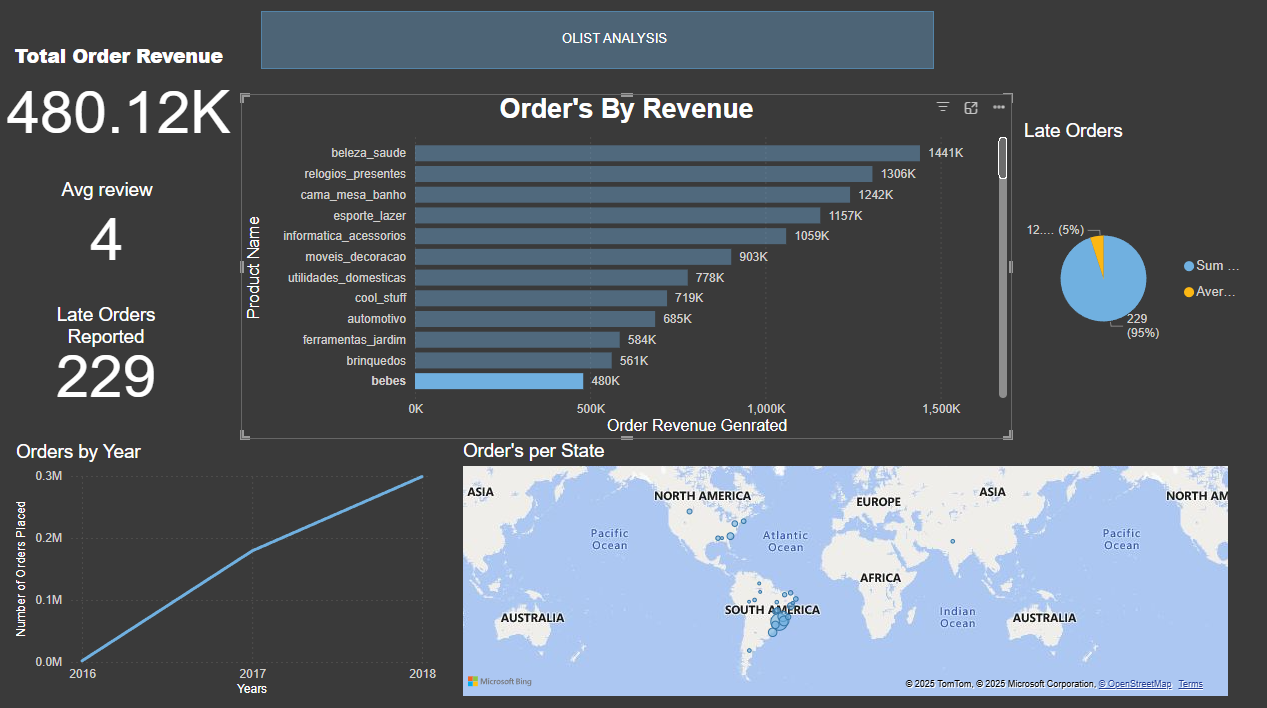 OLIST ANALYSIS
Total Order Revenue
480.12K
Avg review
4
Late Orders
Reported
229
Order's By Revenue
Product Name
beleza_saude 1441K
relogios_presentes 1306K
cama_mesa_banho 1242K
esporte_lazer 1157K
informatica_acessorios 1059K
moveis_decoracao 903K
utilidades_domesticas 778K
cool_stuff 719K
automotivo 685K
ferramentas_jardim 584K
brinquedos 561K
bebes 480K
0K 500K 1,000K 1,500K
Order Revenue Genrated
Late Orders
12.... (5%)
229
(95%)
Sum ...
Aver...
Orders by Year
Number of Orders Placed
0.3M
0.2M
0.1M
0.0M
2016 2017 2018
Years
Order's per State
ASIA
NORTH AMERICA
EUROPE
ASIA
NORTH AM
Pacific
Ocean
Atlantic
Ocean
Pacific
Ocean
AFRICA
SOUTH AMERICA
AUSTRALIA
Indian
Ocean
AUSTRALIA
Microsoft Bing
© 2025 TomTom, © 2025 Microsoft Corporation, © OpenStreetMap Terms